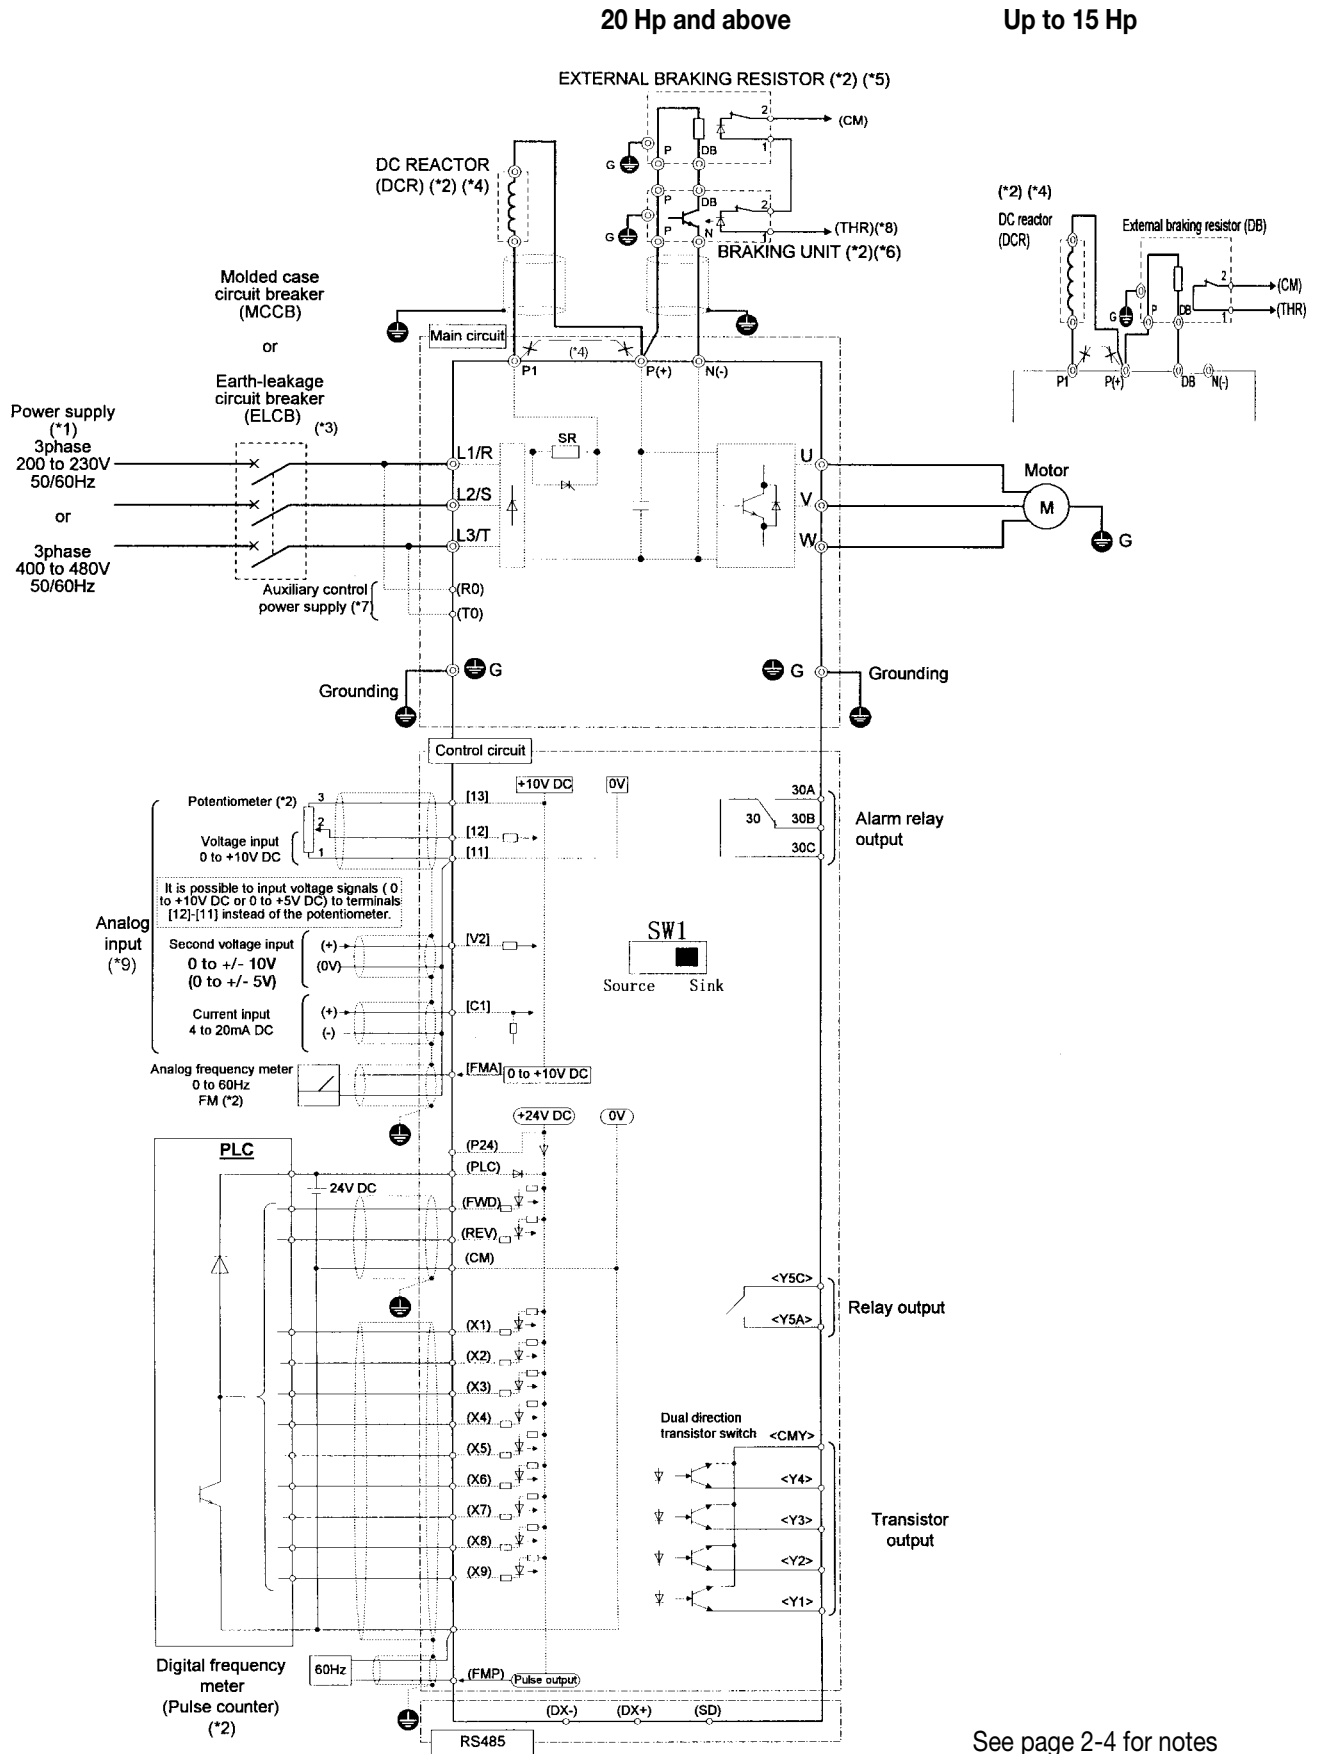 20 Hp and above
Up to 15 Hp
EXTERNAL BRAKING RESISTOR (*2) (*5)
2
(CM)
1
P
DB
G
DC REACTOR
(DCR) (*2) (*4)
P
DB
2
G
P
N
1
(THR)(*8)
BRAKING UNIT (*2)(*6)
(*2) (*4)
DC reactor
(DCR)
External braking resistor (DB)
2
(CM)
G
P
DB
1
(THR)
P1
P(+)
DB
N(-)
Molded case
circuit breaker
(MCCB)
or
Earth-leakage
circuit breaker
(ELCB)
(*3)
Main circuit
(*4)
P1
P(+)
N(-)
Power supply
(*1)
3phase
200 to 230V
50/60Hz
or
3phase
400 to 480V
50/60Hz
L1/R
L2/S
L3/T
SR
U
V
W
Motor
M
G
Auxiliary control
power supply (*7)
(R0)
(T0)
G
Grounding
G
Grounding
Control circuit
Potentiometer (*2)
3
2
1
Voltage input
0 to +10V DC
[13]
[12]
[11]
+10V DC
0V
30A
30
30B
30C
Alarm relay
output
It is possible to input voltage signals ( 0
to +10V DC or 0 to +5V DC) to terminals
[12]-[11] instead of the potentiometer.
Analog
input
(*9)
Second voltage input
0 to +/- 10V
(0 to +/- 5V)
(+)
(0V)
[V2]
SW1
Source
Sink
Current input
4 to 20mA DC
(+)
(-)
[C1]
Analog frequency meter
0 to 60Hz
FM (*2)
[FMA]
0 to +10V DC
+24V DC
0V
PLC
24V DC
(P24)
(PLC)
(FWD)
(REV)
(CM)
<Y5C>
<Y5A>
Relay output
(X1)
(X2)
(X3)
(X4)
(X5)
(X6)
(X7)
(X8)
(X9)
Dual direction
transistor switch
<CMY>
<Y4>
<Y3>
<Y2>
<Y1>
Transistor
output
Digital frequency
meter
(Pulse counter)
(*2)
60Hz
(FMP)
Pulse output
(DX-)
(DX+)
(SD)
RS485
See page 2-4 for notes